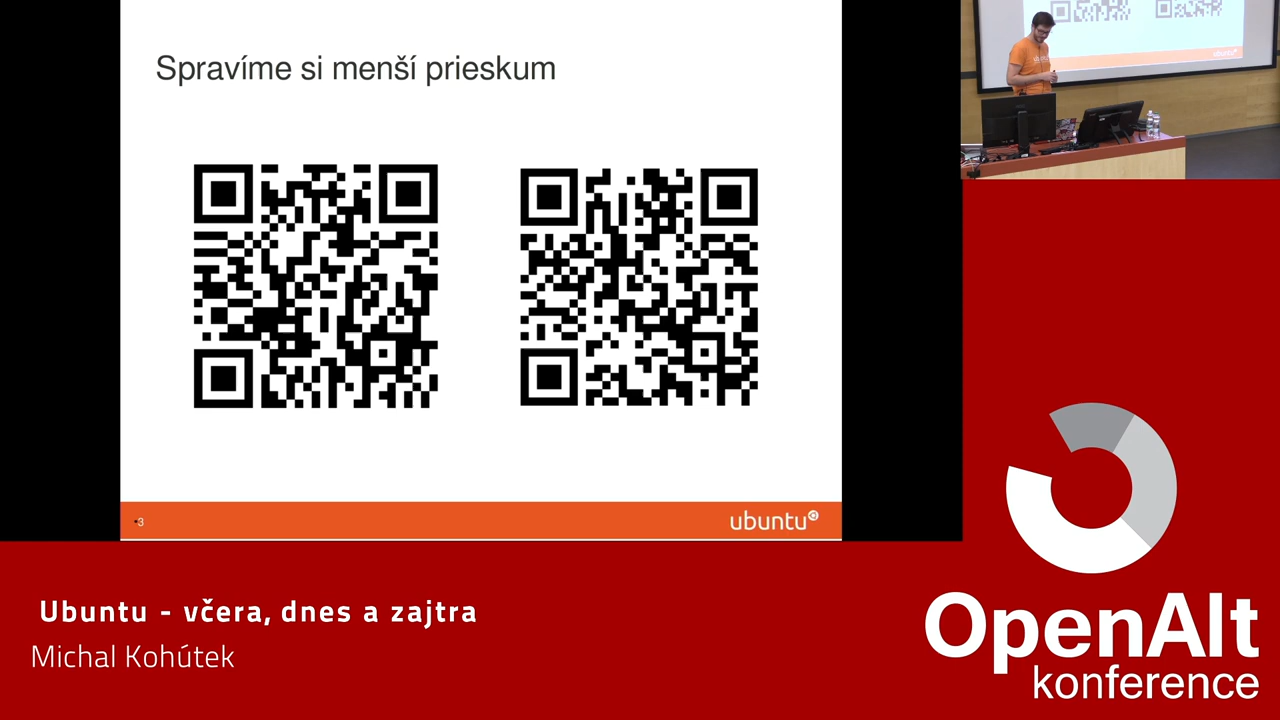 Spravíme si menší prieskum
•3
ubuntu
Ubuntu - včera, dnes a zajtra
Michal Kohútek
OpenAlt
konference